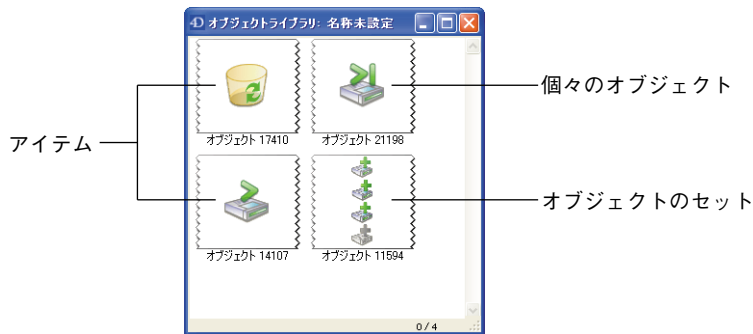 オブジェクトライブラリ: 名称未設定
オブジェクト 17410
オブジェクト 21198
オブジェクト 14107
オブジェクト 11594
0/4
アイテム
個々のオブジェクト
オブジェクトのセット